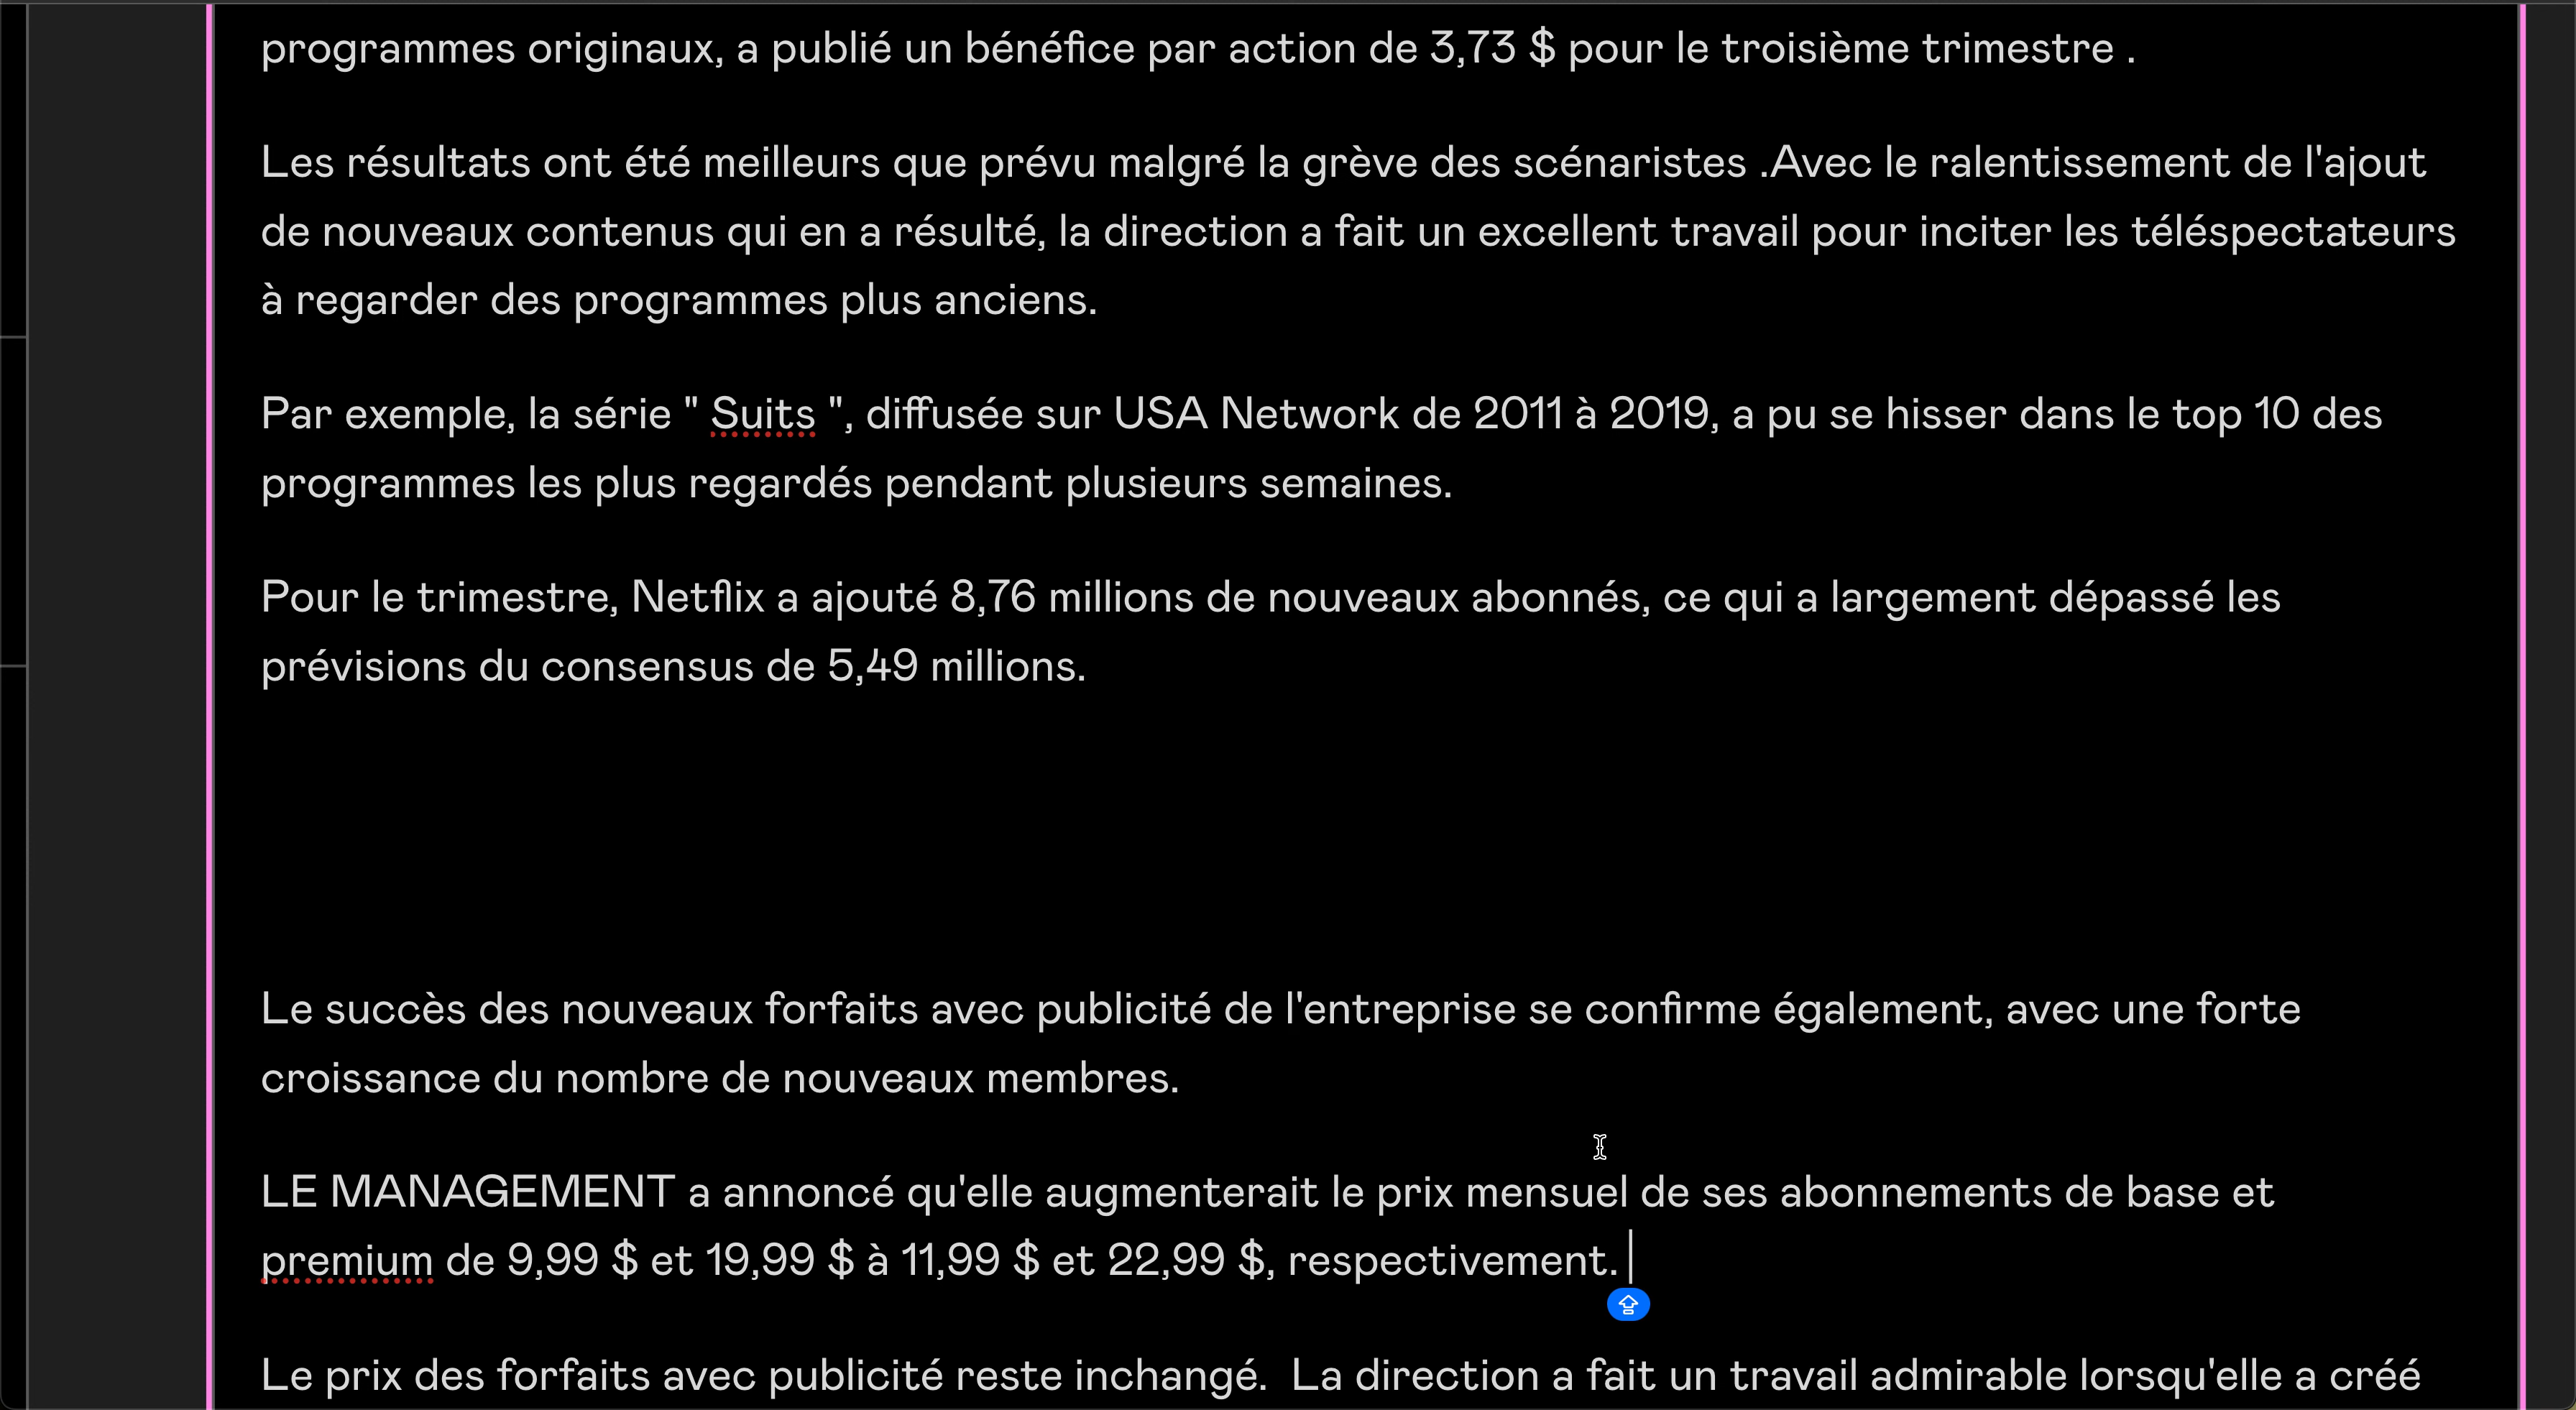 programmes originaux, a publié un bénéfice par action de 3,73 $ pour le troisième trimestre .
Les résultats ont été meilleurs que prévu malgré la grève des scénaristes .Avec le ralentissement de l'ajout
de nouveaux contenus qui en a résulté, la direction a fait un excellent travail pour inciter les téléspectateurs
à regarder des programmes plus anciens.
Par exemple, la série " Suits ", diffusée sur USA Network de 2011 à 2019, a pu se hisser dans le top 10 des
programmes les plus regardés pendant plusieurs semaines.
Pour le trimestre, Netflix a ajouté 8,76 millions de nouveaux abonnés, ce qui a largement dépassé les
prévisions du consensus de 5,49 millions.
Le succès des nouveaux forfaits avec publicité de l'entreprise se confirme également, avec une forte
croissance du nombre de nouveaux membres.
LE MANAGEMENT a annoncé qu'elle augmenterait le prix mensuel de ses abonnements de base et
premium de 9,99 $ et 19,99 $ à 11,99 $ et 22,99 $, respectivement.
Le prix des forfaits avec publicité reste inchangé.  La direction a fait un travail admirable lorsqu'elle a créé